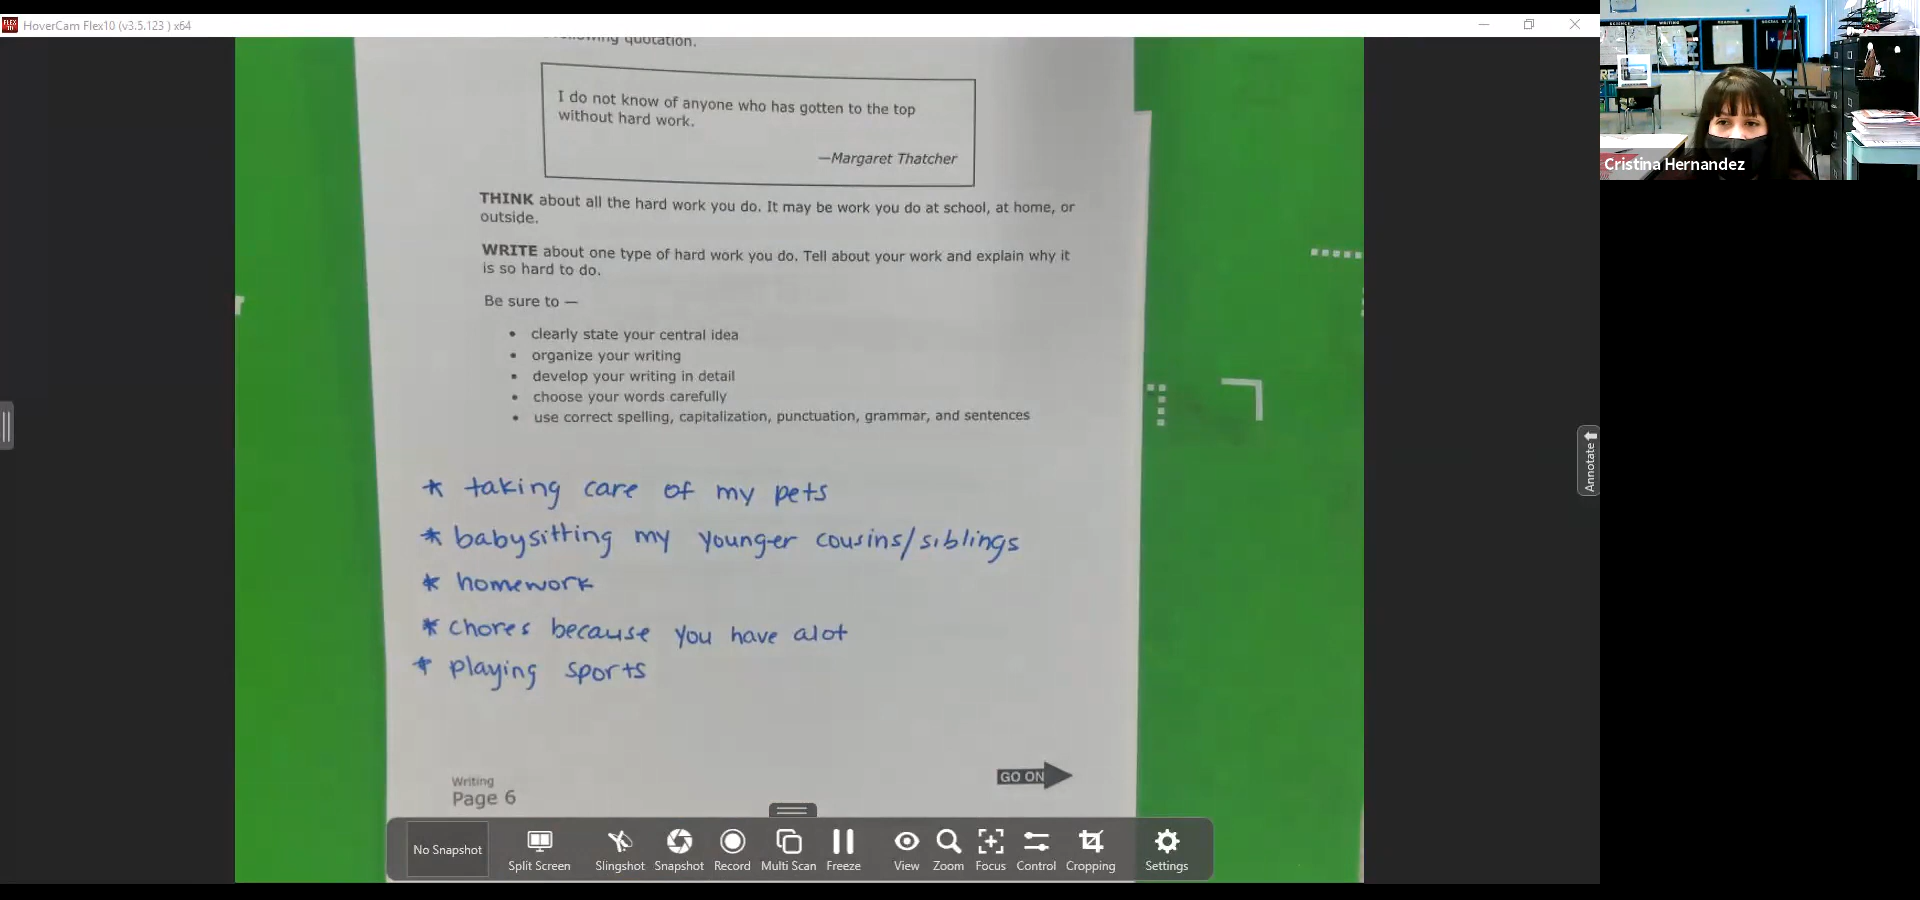 HoverCam Flex10 (v3.5.123 ) x64
following quotation.
I do not know of anyone who has gotten to the top
without hard work.
—Margaret Thatcher
THINK about all the hard work you do. It may be work you do at school, at home, or
outside.
WRITE about one type of hard work you do. Tell about your work and explain why it
is so hard to do.
Be sure to —
• clearly state your central idea
• organize your writing
• develop your writing in detail
• choose your words carefully
• use correct spelling, capitalization, punctuation, grammar, and sentences
* taking care of my pets
* babysitting my younger cousins/siblings
* homework
* chores because you have alot
* playing sports
Writing
Page 6
GO ON
No Snapshot
Split Screen
Slingshot
Snapshot
Record
Multi Scan
Freeze
View
Zoom
Focus
Control
Cropping
Settings
Annotate
SCIENCE
WRITING
READING
SOCIAL STUDIES
Cristina Hernandez